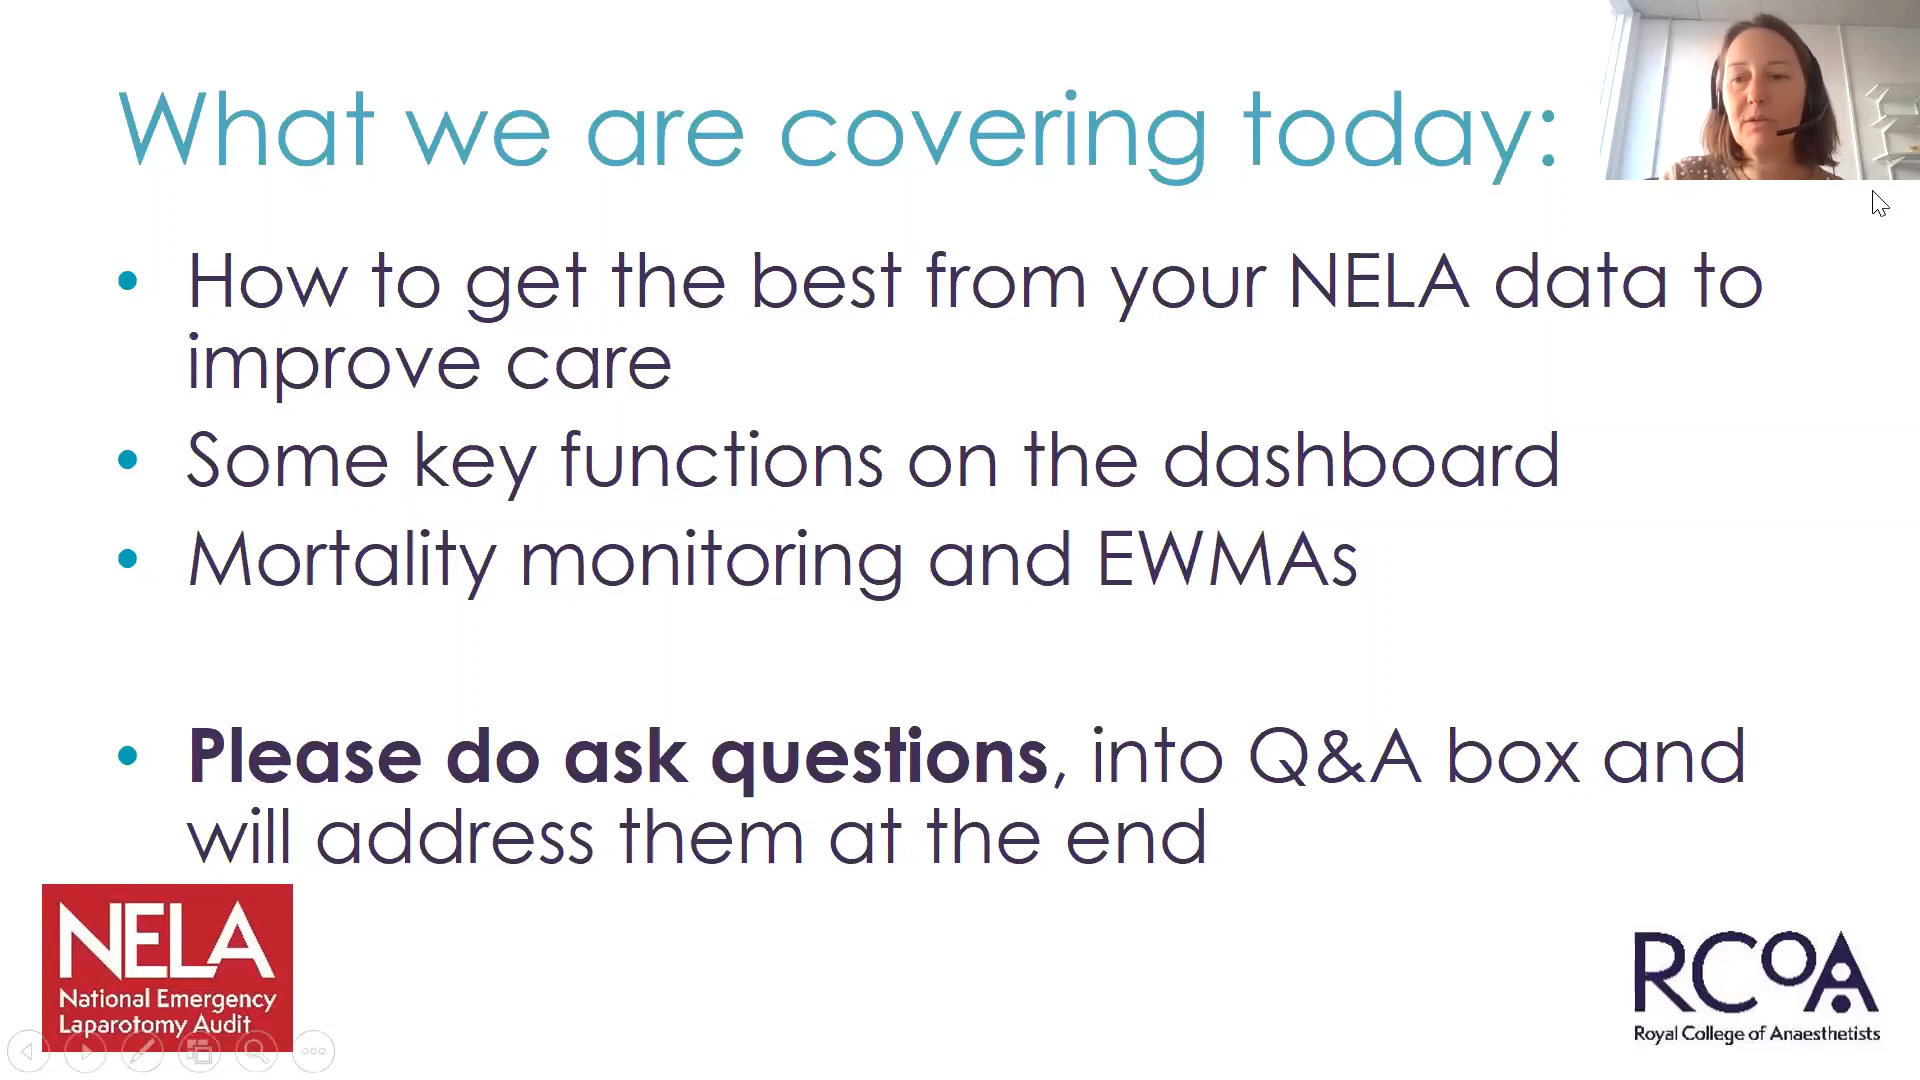 What we are covering today:
• How to get the best from your NELA data to
improve care
• Some key functions on the dashboard
• Mortality monitoring and EWMAs
• Please do ask questions, into Q&A box and
will address them at the end
NELA
National Emergency
Laparotomy Audit
RCOA
Royal College of Anaesthetists